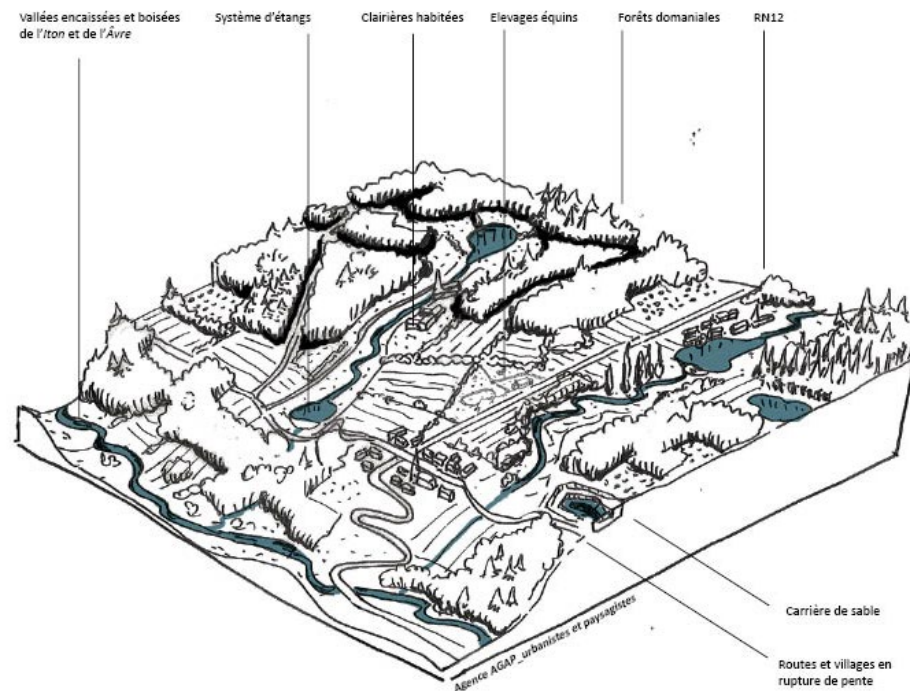 Vallées encaissées et boisées
de l'Iton et de l'Âvre
Système d'étangs
Clairières habitées
Elevages équins
Forêts domaniales
RN12
Carrière de sable
Routes et villages en
rupture de pente
Agence AGAP_urbanistes et paysagistes